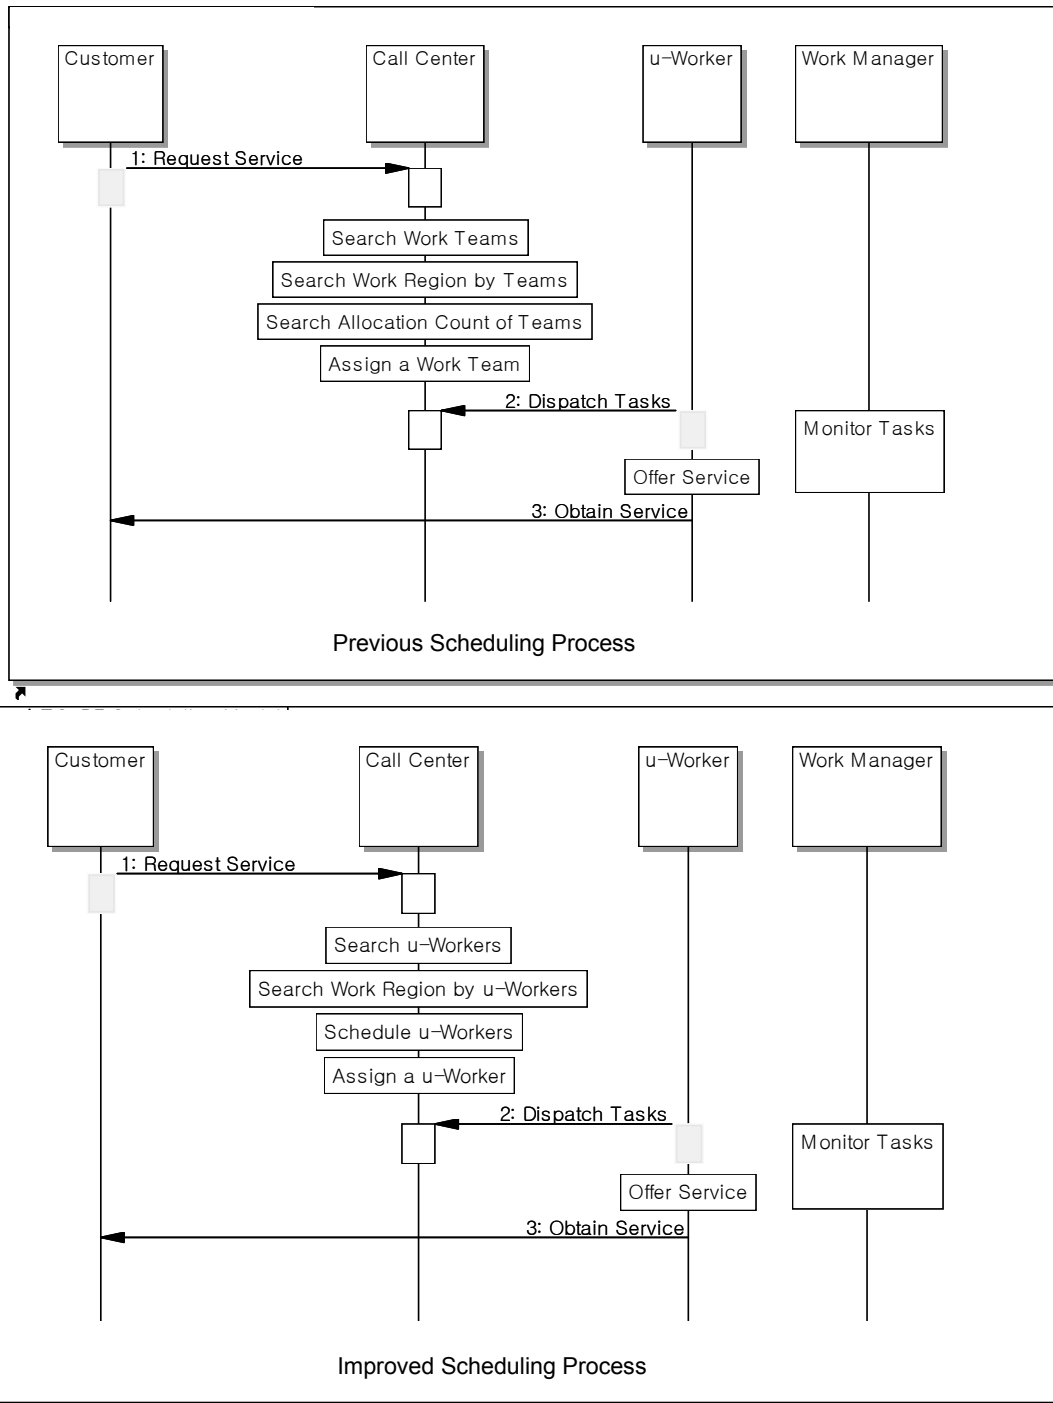 Customer
Call Center
u-Worker
Work Manager
1: Request Service
Search Work Teams
Search Work Region by Teams
Search Allocation Count of Teams
Assign a Work Team
2: Dispatch Tasks
Monitor Tasks
Offer Service
3: Obtain Service
Previous Scheduling Process
Customer
Call Center
u-Worker
Work Manager
1: Request Service
Search u-Workers
Search Work Region by u-Workers
Schedule u-Workers
Assign a u-Worker
2: Dispatch Tasks
Monitor Tasks
Offer Service
3: Obtain Service
Improved Scheduling Process